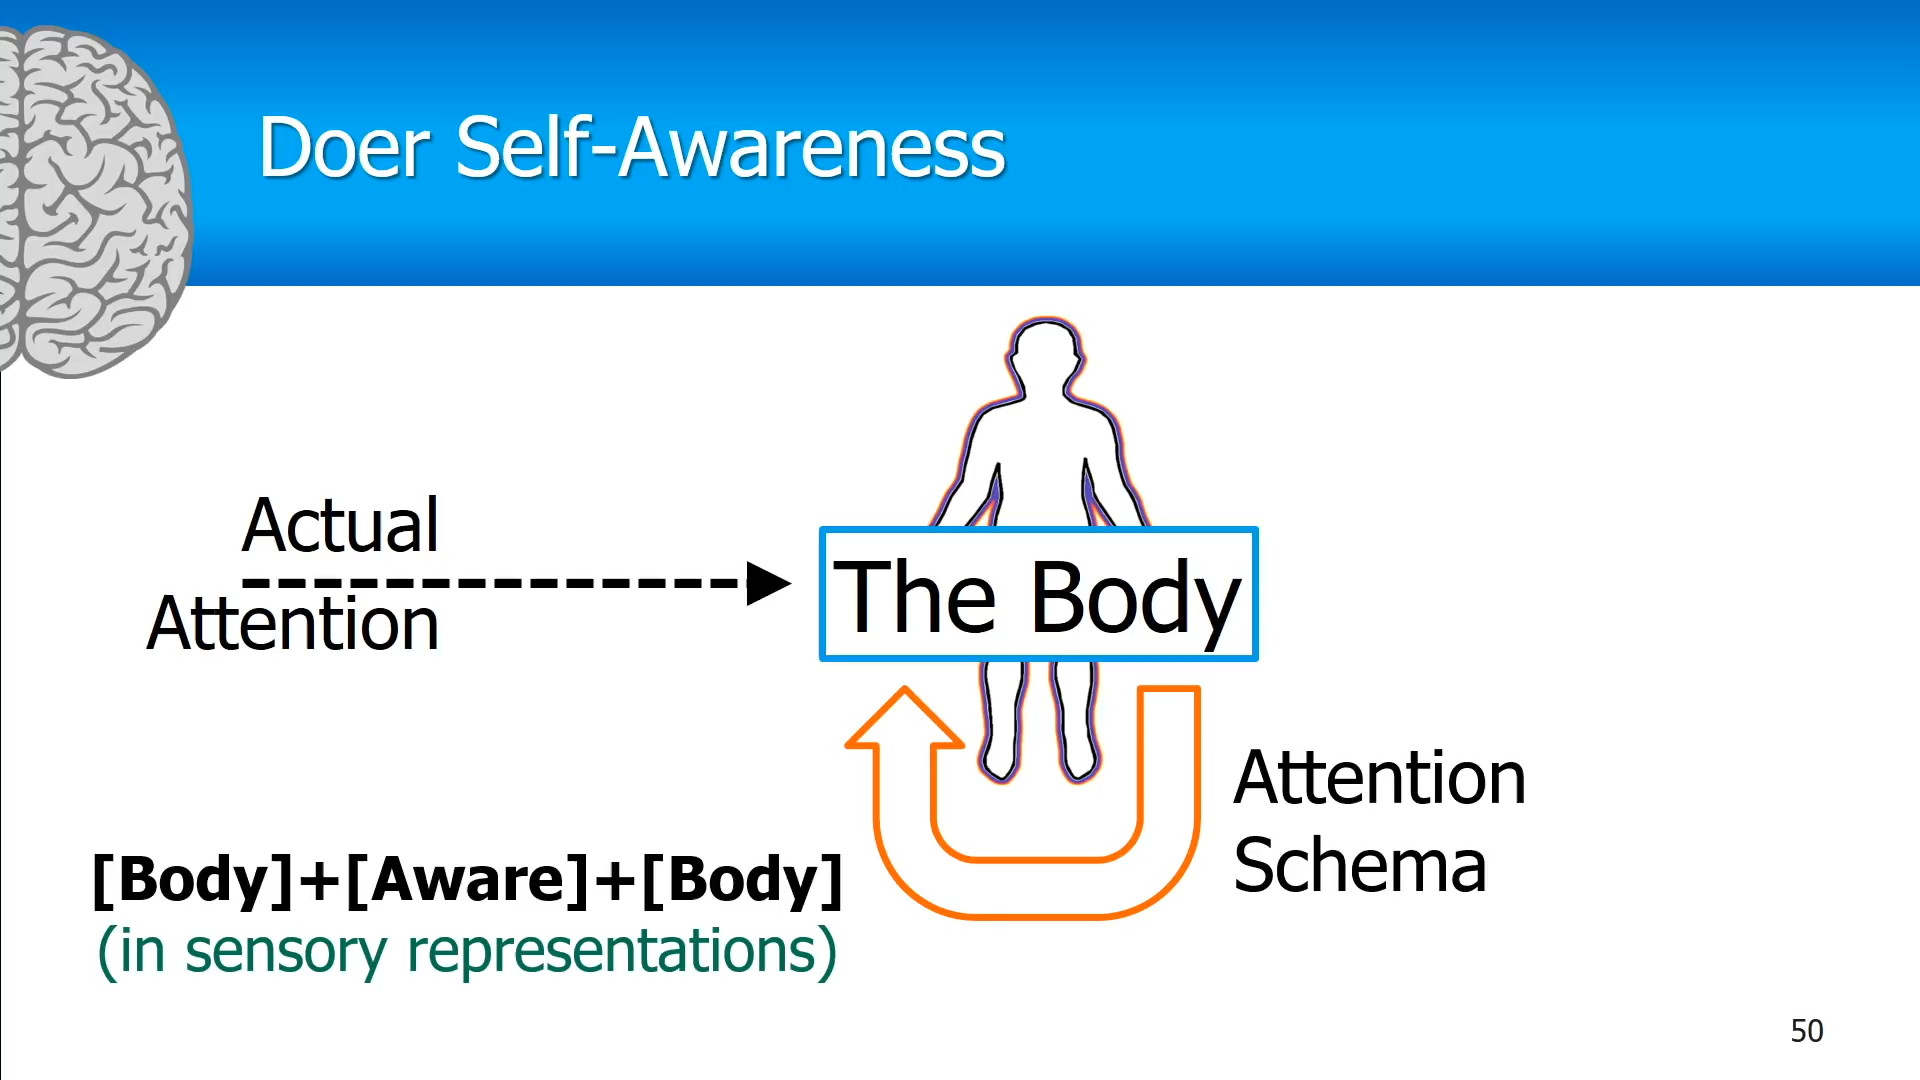 Doer Self-Awareness
Actual
Attention
The Body
Attention
Schema
[Body]+[Aware]+[Body]
(in sensory representations)
50